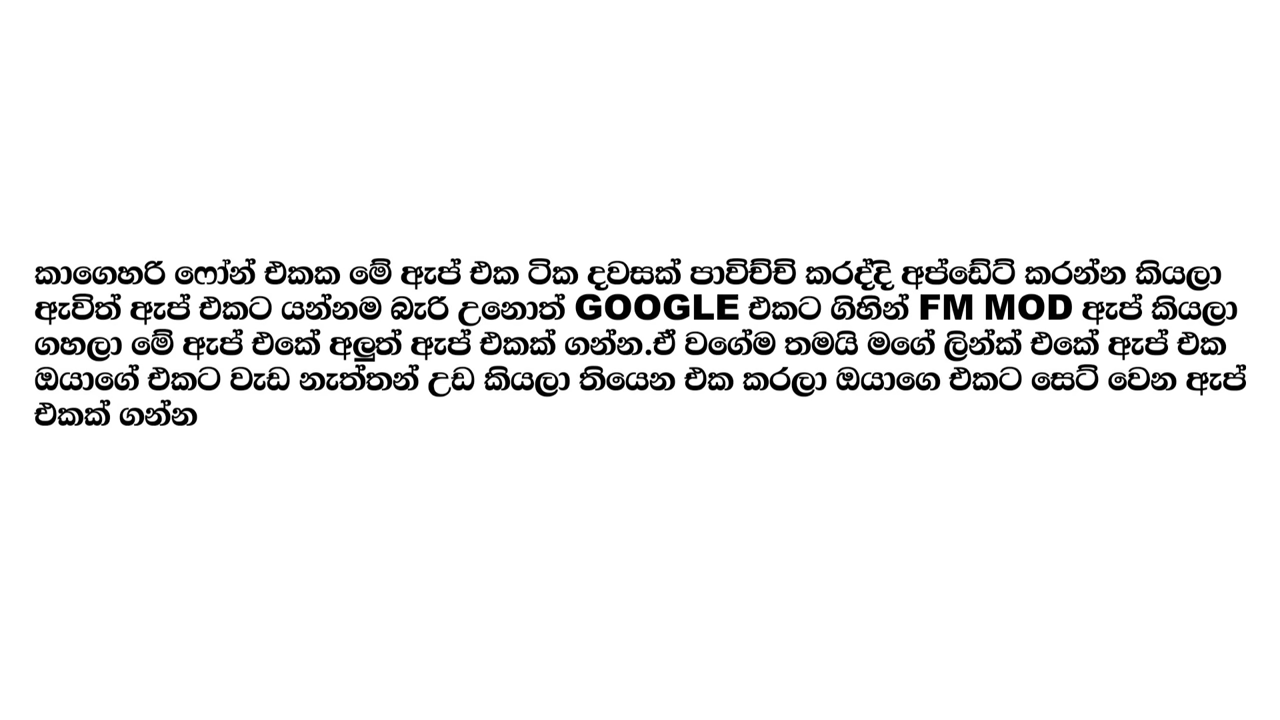 කාගෙහරි ෆෝන් එකක මේ ඇප් එක ටික දවසක් පාවිච්චි කරද්දි අප්ඩේට් කරන්න කියලා
ඇවිත් ඇප් එකට යන්නම බැරි උනොත් GOOGLE එකට ගිහින් FM MOD ඇප් කියලා
ගහලා මේ ඇප් එකේ අලුත් ඇප් එකක් ගන්න.ඒ වගේම තමයි මගේ ලින්ක් එකේ ඇප් එක
ඔයාගේ එකට වැඩ නැත්තන් උඩ කියලා තියෙන එක කරලා ඔයාගෙ එකට සෙට් වෙන ඇප්
එකක් ගන්න